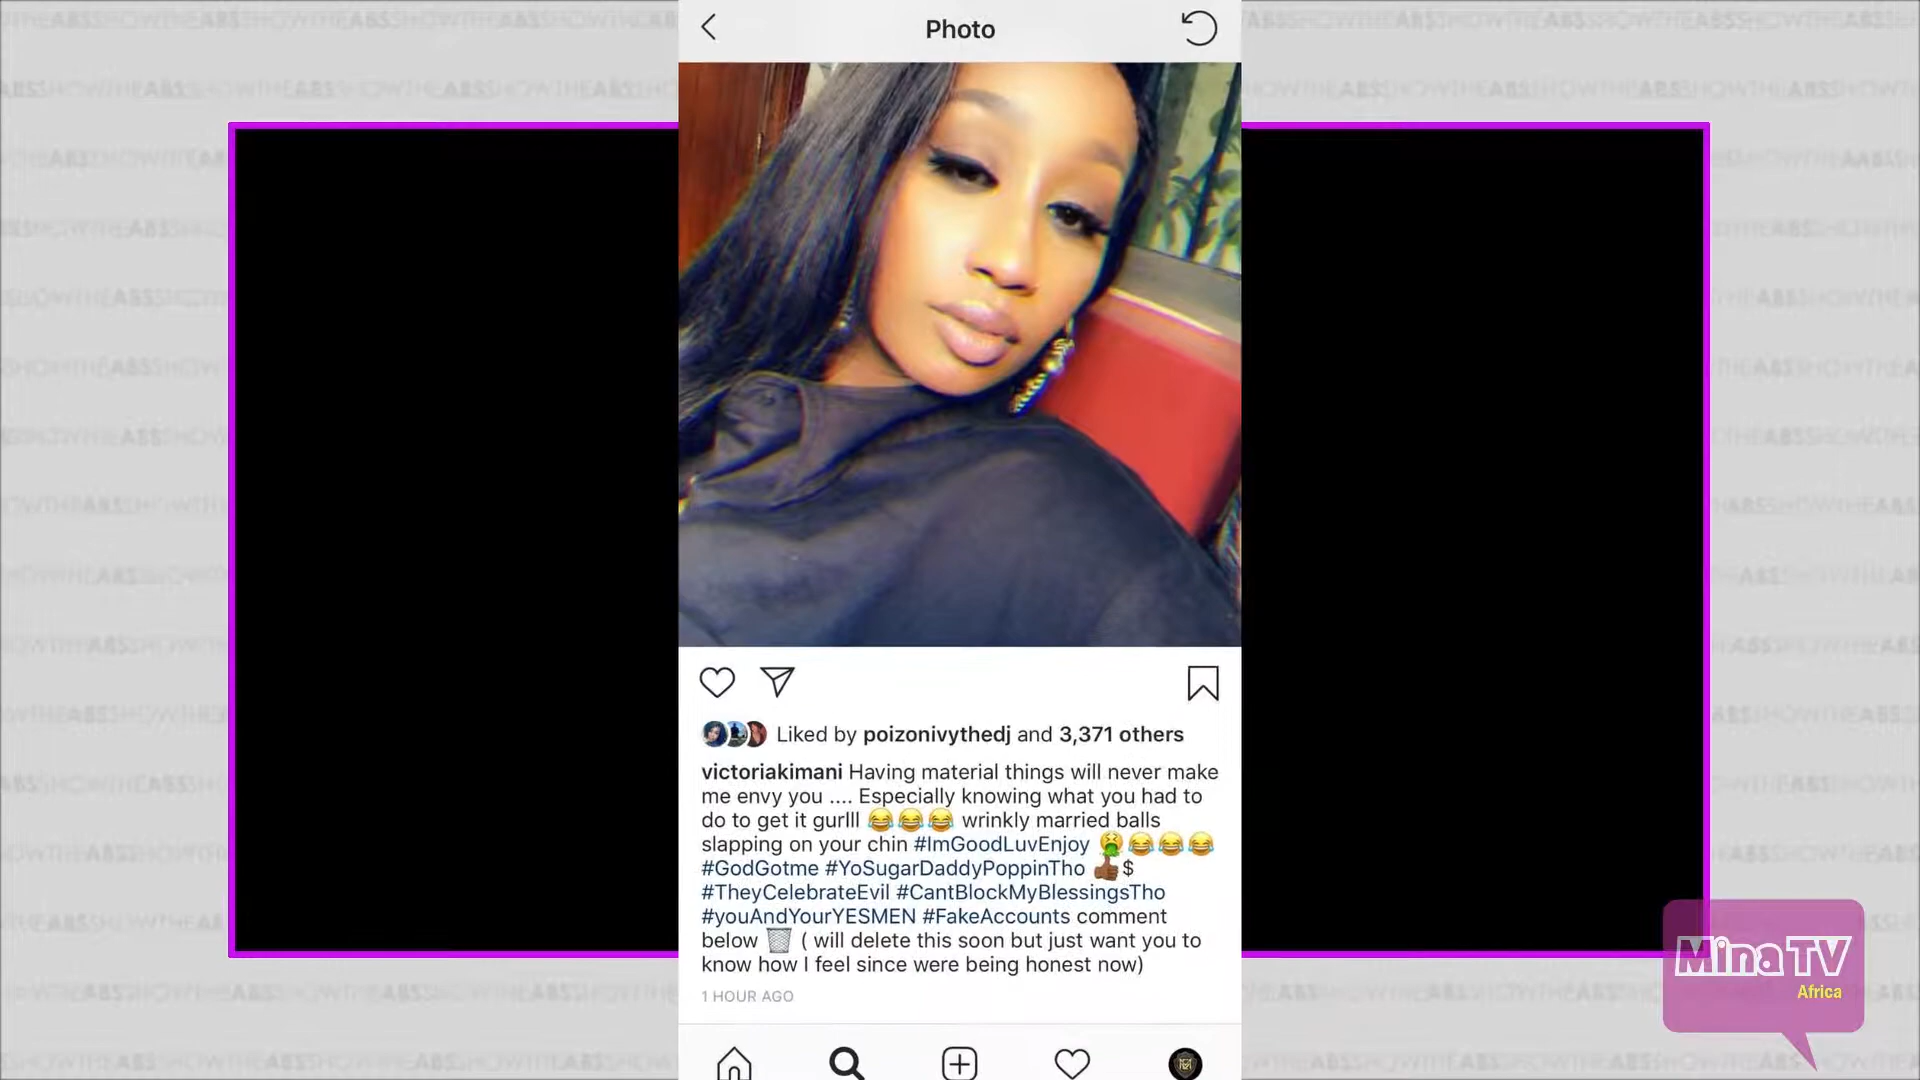 Photo
Liked by poizonivythedj and 3,371 others
victoriakimani Having material things will never make
me envy you .... Especially knowing what you had to
do to get it gurlll 😂😂😂 wrinkly married balls
slapping on your chin #ImGoodLuvEnjoy 🤮😂😂😂
#GodGotme #YoSugarDaddyPoppinTho 👍🏾$
#TheyCelebrateEvil #CantBlockMyBlessingsTho
#youAndYourYESMEN #FakeAccounts comment
below 🗑 ( will delete this soon but just want you to
know how I feel since were being honest now)
1 HOUR AGO
MinaTV
Africa